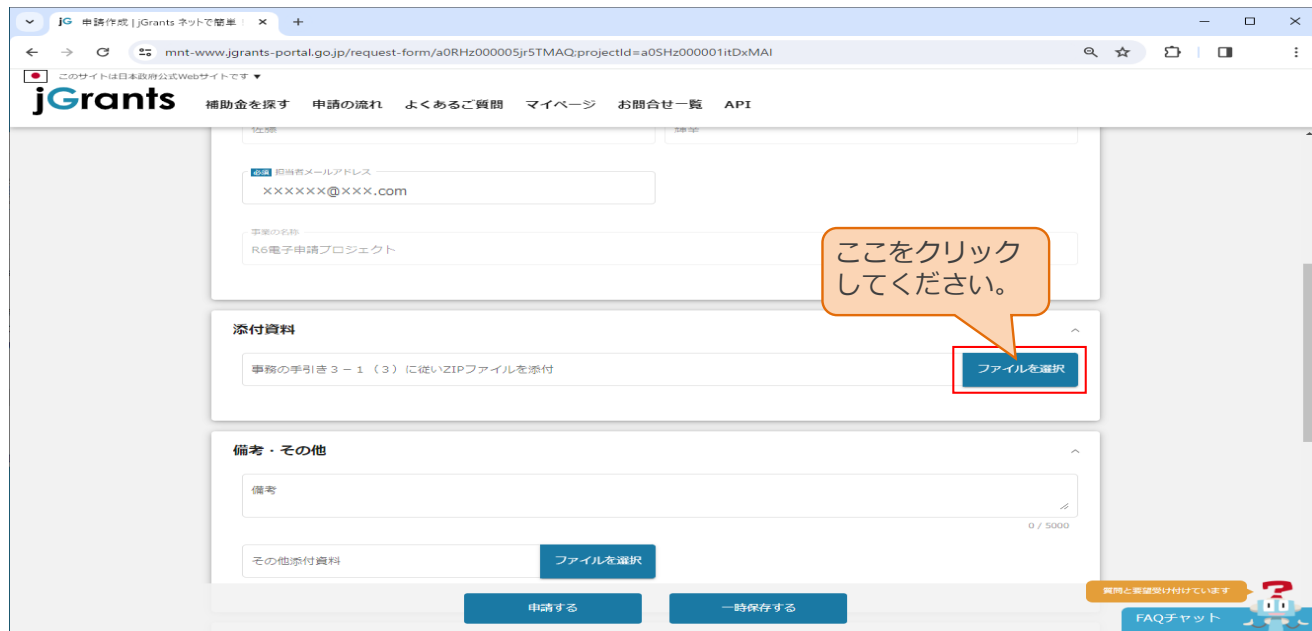 jG 申請作成 | jGrants ネットで簡単!
mnt-www.jgrants-portal.go.jp/request-form/a0RHz000005jr5TMAQ;projectId=a0SHz000001itDxMAI
このサイトは日本政府公式Webサイトです ▼
jGrants 補助金を探す 申請の流れ よくあるご質問 マイページ お問合せ一覧 API
佐藤
必須 担当者メールアドレス
××××××@×××.com
事業の名称
R6電子申請プロジェクト
ここをクリック
してください。
添付資料
事務の手引き3-1(3)に従いZIPファイルを添付 ファイルを選択
備考・その他
備考
0 / 5000
その他添付資料 ファイルを選択
申請する 一時保存する
質問と要望受け付けています
FAQチャット